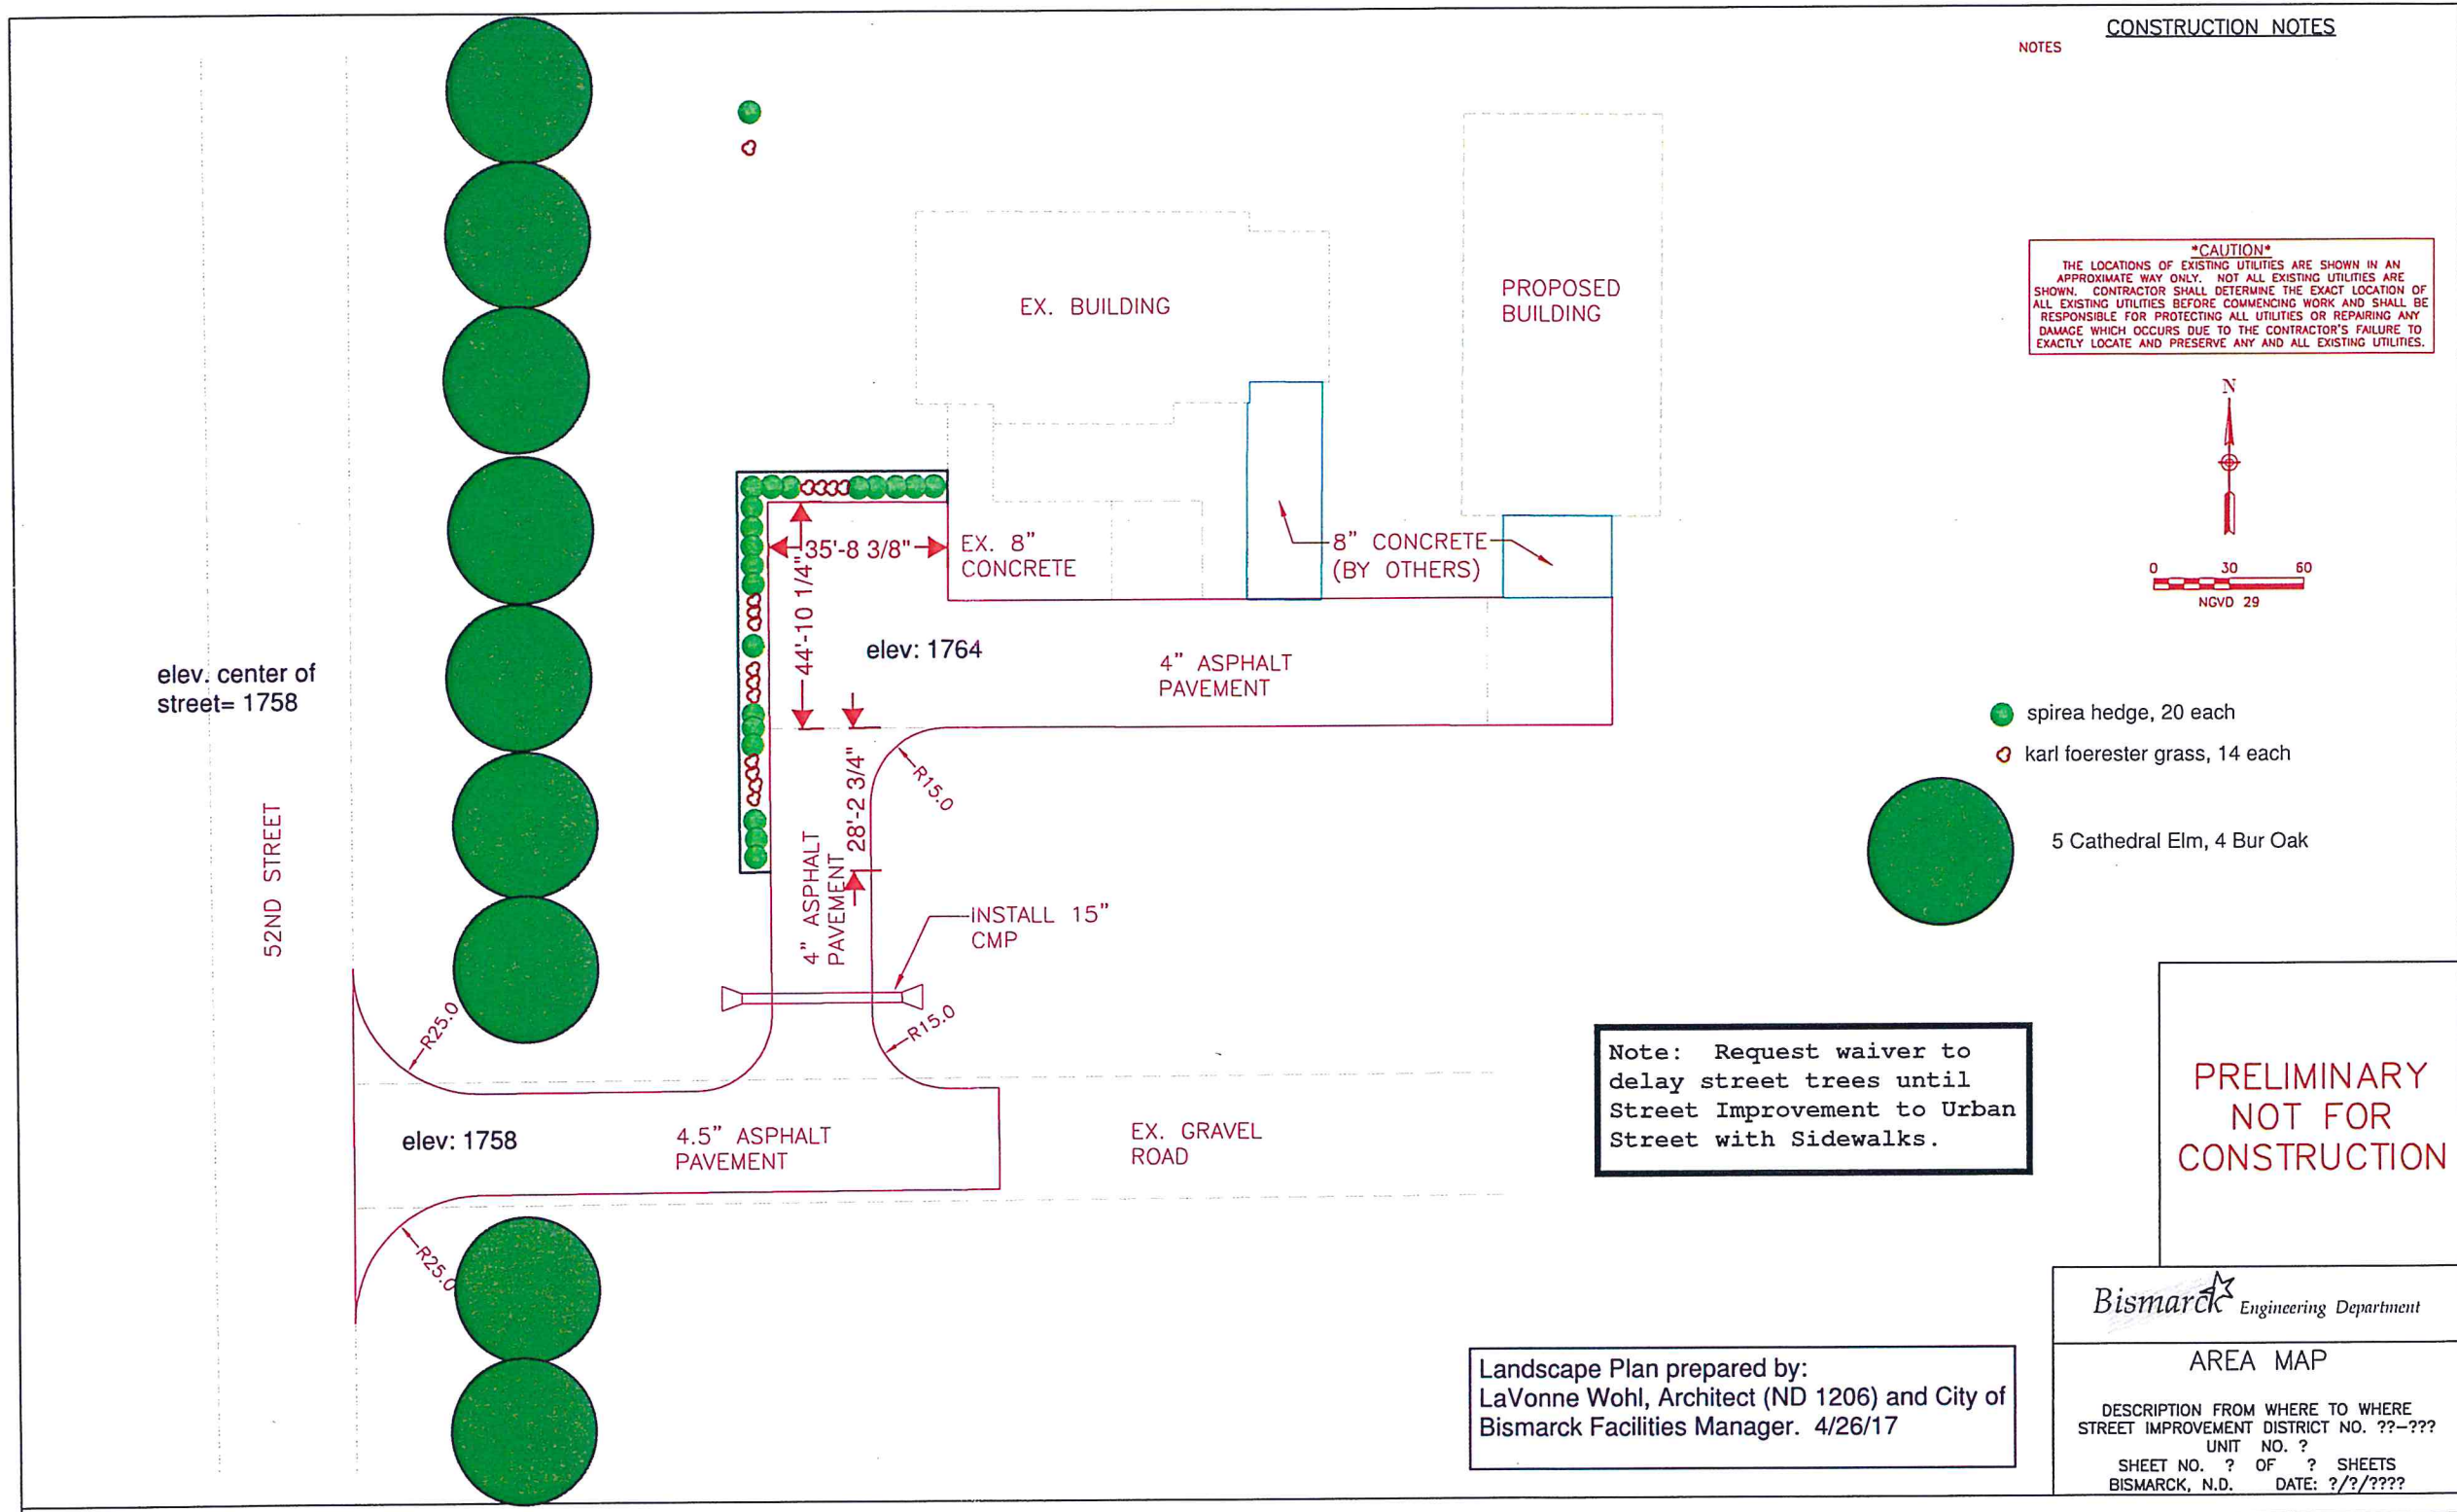 CONSTRUCTION NOTES
NOTES
*CAUTION*
THE LOCATIONS OF EXISTING UTILITIES ARE SHOWN IN AN
APPROXIMATE WAY ONLY. NOT ALL EXISTING UTILITIES ARE
SHOWN. CONTRACTOR SHALL DETERMINE THE EXACT LOCATION OF
ALL EXISTING UTILITIES BEFORE COMMENCING WORK AND SHALL BE
RESPONSIBLE FOR PROTECTING ALL UTILITIES OR REPAIRING ANY
DAMAGE WHICH OCCURS DUE TO THE CONTRACTOR'S FAILURE TO
EXACTLY LOCATE AND PRESERVE ANY AND ALL EXISTING UTILITIES.
EX. BUILDING
PROPOSED
BUILDING
N
0 30 60
NGVD 29
35'-8 3/8"
44'-10 1/4"
EX. 8"
CONCRETE
8" CONCRETE
(BY OTHERS)
elev: 1764
4" ASPHALT
PAVEMENT
elev. center of
street= 1758
52ND STREET
28'-2 3/4"
R15.0
4" ASPHALT
PAVEMENT
INSTALL 15"
CMP
R15.0
R25.0
elev: 1758
4.5" ASPHALT
PAVEMENT
EX. GRAVEL
ROAD
R25.0
spirea hedge, 20 each
karl foerester grass, 14 each
5 Cathedral Elm, 4 Bur Oak
Note: Request waiver to
delay street trees until
Street Improvement to Urban
Street with Sidewalks.
PRELIMINARY
NOT FOR
CONSTRUCTION
Landscape Plan prepared by:
LaVonne Wohl, Architect (ND 1206) and City of
Bismarck Facilities Manager. 4/26/17
Bismarck Engineering Department
AREA MAP
DESCRIPTION FROM WHERE TO WHERE
STREET IMPROVEMENT DISTRICT NO. ??-???
UNIT NO. ?
SHEET NO. ? OF ? SHEETS
BISMARCK, N.D. DATE: ?/?/????